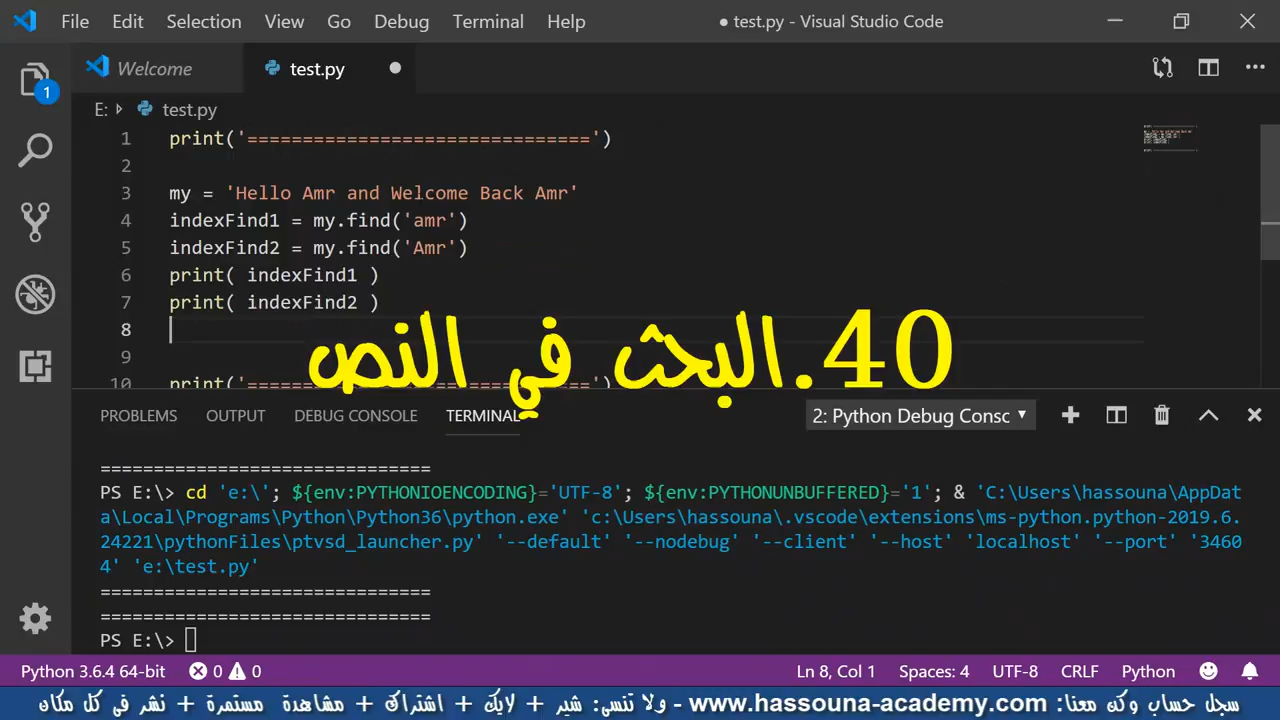 File Edit Selection View Go Debug Terminal Help ● test.py - Visual Studio Code
Welcome test.py ●
1
E: test.py
1 print('==============================')
2
3 my = 'Hello Amr and Welcome Back Amr'
4 indexFind1 = my.find('amr')
5 indexFind2 = my.find('Amr')
6 print( indexFind1 )
7 print( indexFind2 )
8
9
10 print('==============================')
40.البحث في النص
PROBLEMS OUTPUT DEBUG CONSOLE TERMINAL 2: Python Debug Consc
==============================
PS E:\> cd 'e:\'; ${env:PYTHONIOENCODING}='UTF-8'; ${env:PYTHONUNBUFFERED}='1'; & 'C:\Users\hassouna\AppDat
a\Local\Programs\Python\Python36\python.exe' 'c:\Users\hassouna\.vscode\extensions\ms-python.python-2019.6.
24221\pythonFiles\ptvsd_launcher.py' '--default' '--nodebug' '--client' '--host' 'localhost' '--port' '3460
4' 'e:\test.py'
==============================
==============================
PS E:\>
Python 3.6.4 64-bit 0 0 Ln 8, Col 1 Spaces: 4 UTF-8 CRLF Python
سجل حساب وكن معنا: www.hassouna-academy.com - ولا تنسى: شير + لايك + اشتراك + مشاهدة مستمرة + نشر في كل مكان